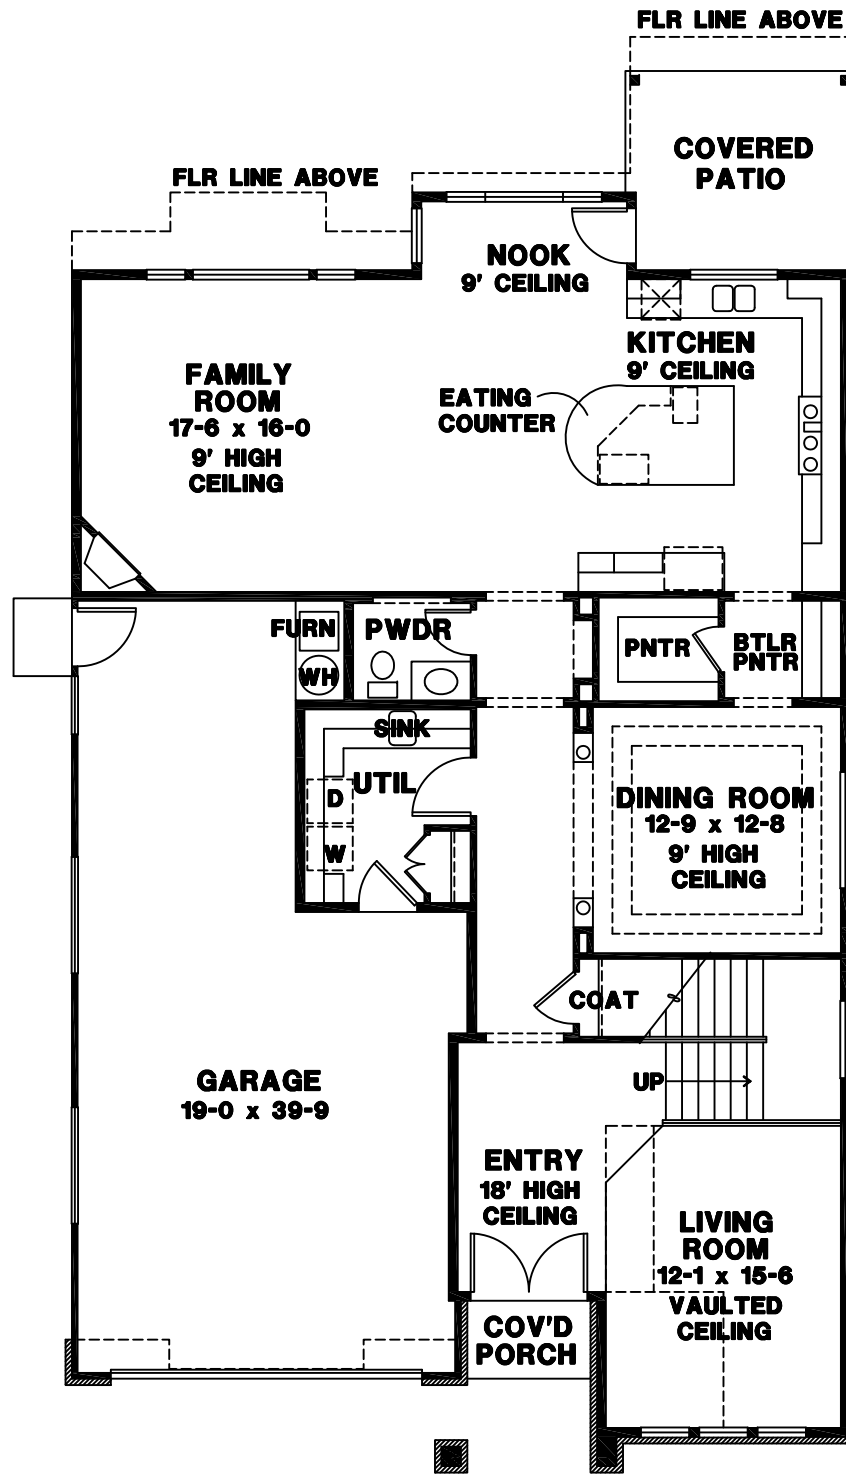 FLR LINE ABOVE
COVERED
PATIO
FLR LINE ABOVE
NOOK
9' CEILING
KITCHEN
9' CEILING
FAMILY
ROOM
17-6 x 16-0
9' HIGH
CEILING
EATING
COUNTER
FURN
PWDR
WH
PNTR
BTLR
PNTR
SINK
UTIL
D
W
DINING ROOM
12-9 x 12-8
9' HIGH
CEILING
COAT
UP
GARAGE
19-0 x 39-9
ENTRY
18' HIGH
CEILING
LIVING
ROOM
12-1 x 15-6
VAULTED
CEILING
COV'D
PORCH